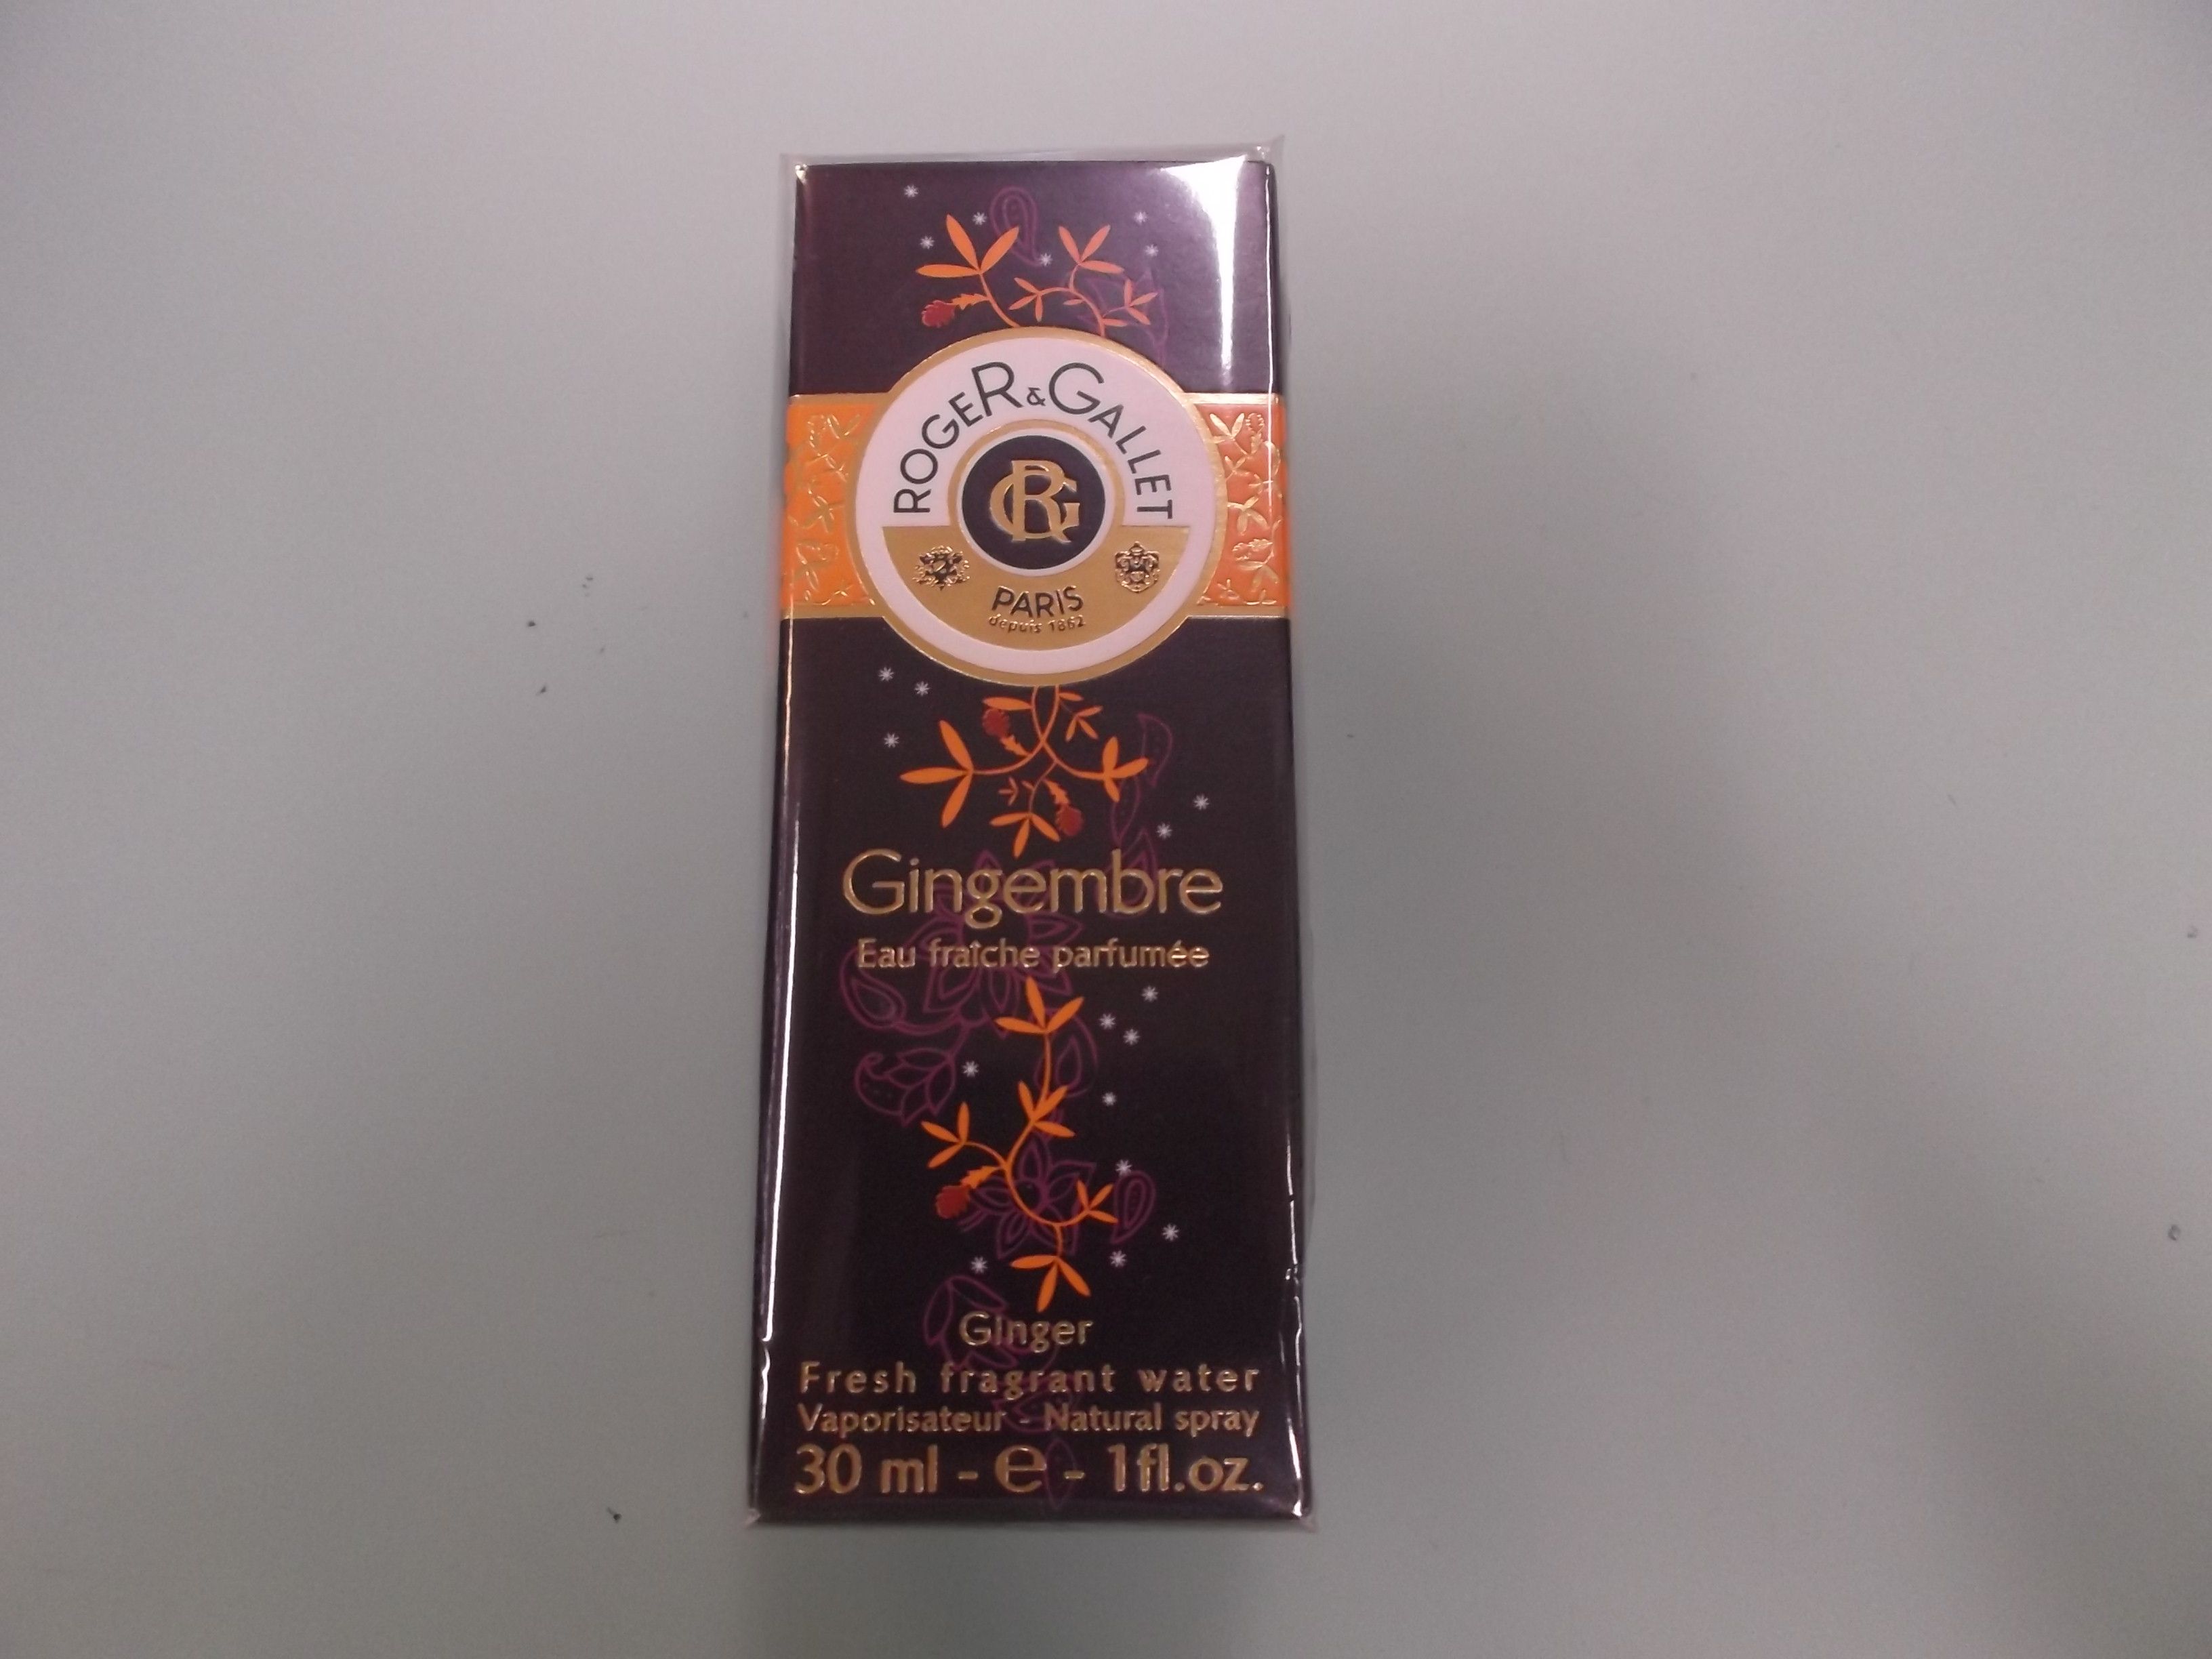 ROGER & GALLET
RG
PARIS
depuis 1862
Gingembre
Eau fraîche parfumée
Ginger
Fresh fragrant water
Vaporisateur - Natural spray
30 ml - e - 1fl.oz.